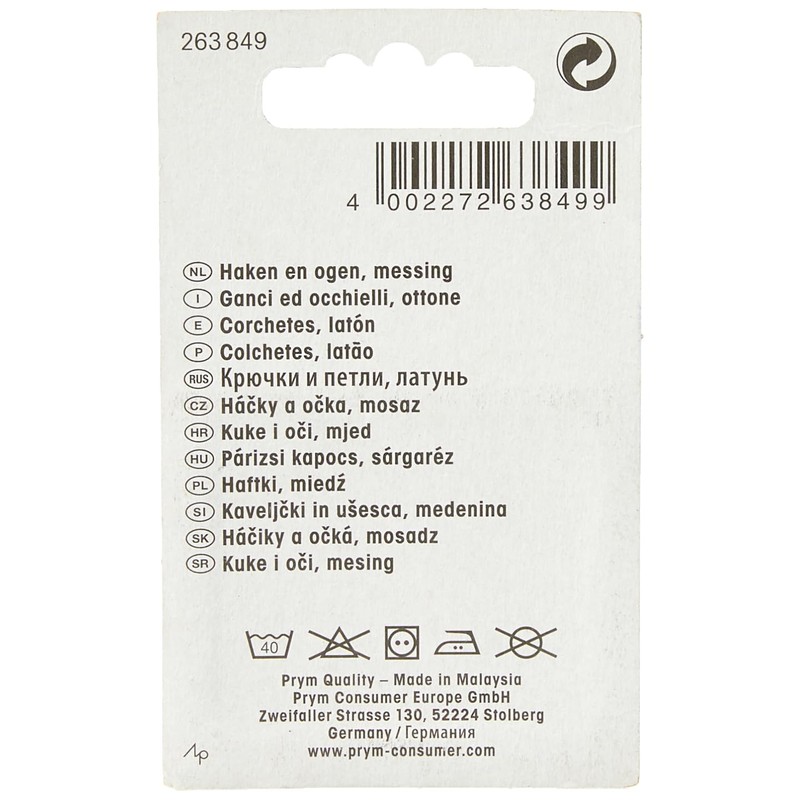 263 849
4 002272 638499
NL Haken en ogen, messing
I Ganci ed occhielli, ottone
E Corchetes, latón
P Colchetes, latão
RUS Крючки и петли, латунь
CZ Háčky a očka, mosaz
HR Kuke i oči, mjed
HU Párizsi kapocs, sárgaréz
PL Haftki, miedź
SI Kaveljčki in ušesca, medenina
SK Háčiky a očká, mosadz
SR Kuke i oči, mesing
40
Prym Quality – Made in Malaysia
Prym Consumer Europe GmbH
Zweifaller Strasse 130, 52224 Stolberg
Germany / Германия
www.prym-consumer.com